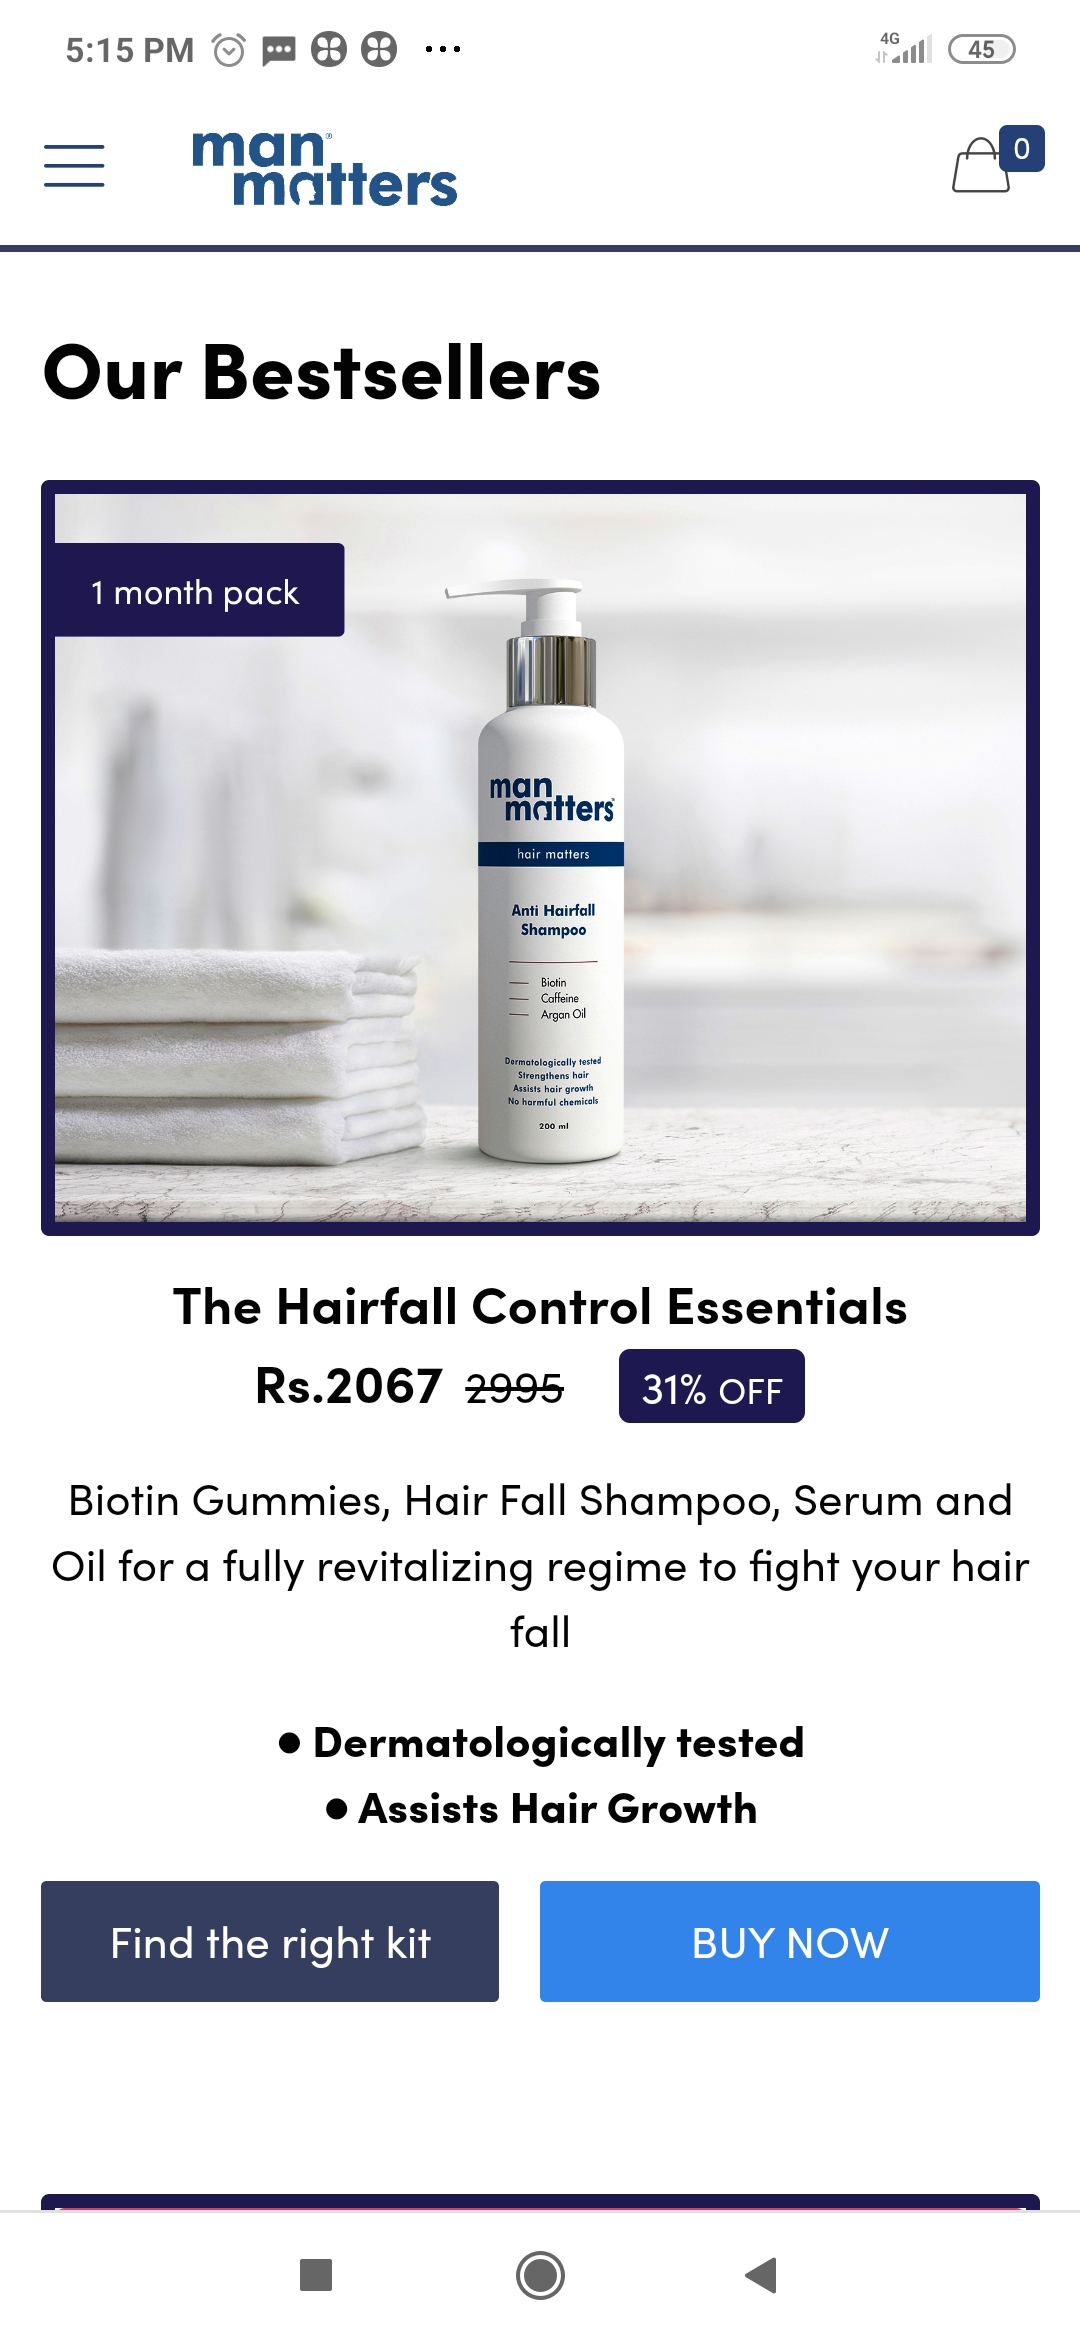 5:15 PM
4G
45
man
matters
0
Our Bestsellers
1 month pack
man
matters
hair matters
Anti Hairfall
Shampoo
Biotin
Caffeine
Argan Oil
Dermatologically tested
Strengthens hair
Assists hair growth
No harmful chemicals
200 ml
The Hairfall Control Essentials
Rs.2067 2995 31% OFF
Biotin Gummies, Hair Fall Shampoo, Serum and
Oil for a fully revitalizing regime to fight your hair
fall
● Dermatologically tested
● Assists Hair Growth
Find the right kit
BUY NOW